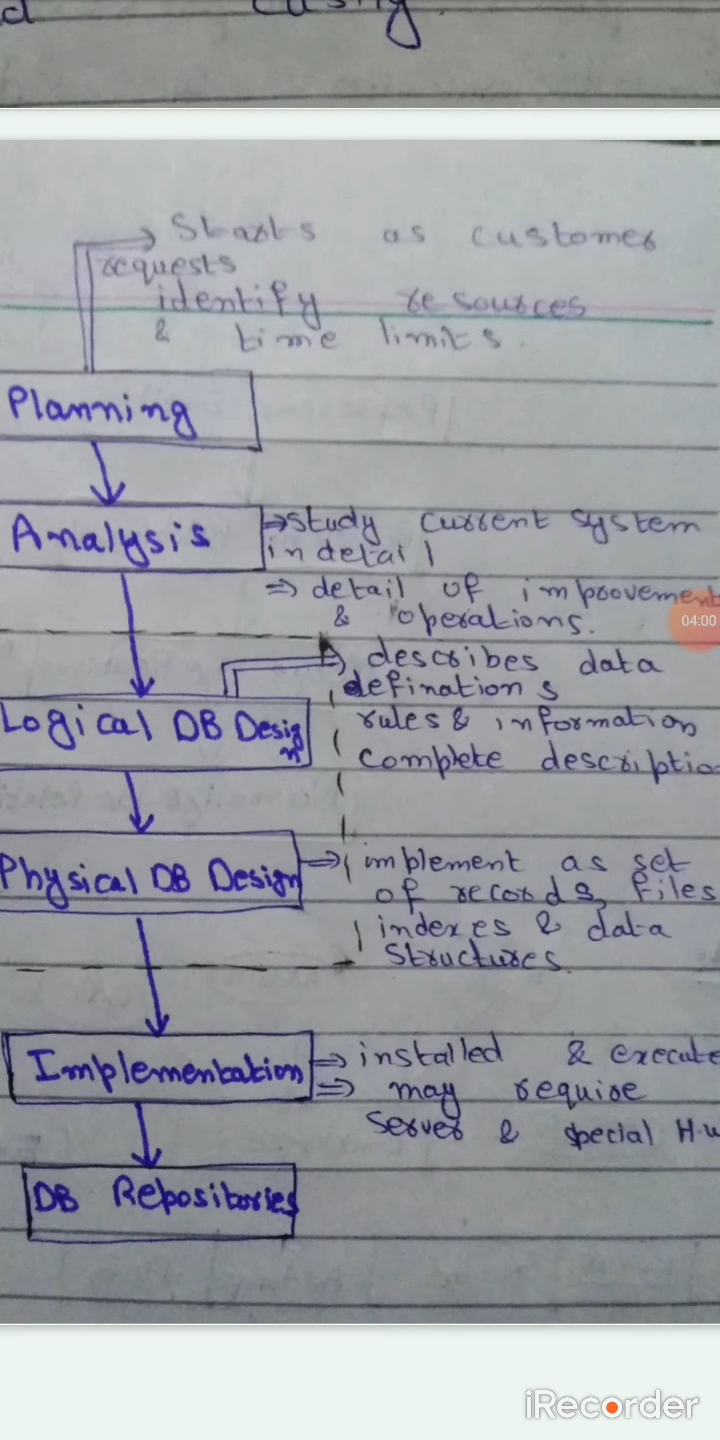 Starts as customer
requests
identify resources
& time limits.
Planning
Analysis
⇒study current system
in detail
⇒ detail of improvement
& operations.
04:00
⇒ describes data
definations
Logical DB Design
rules & information
complete descriptio
Physical DB Design
⇒ implement as set
of records, files
indexes & data
structures.
Implementation
⇒ installed & execute
⇒ may require
server & special H.w
DB Repositories
iRecorder